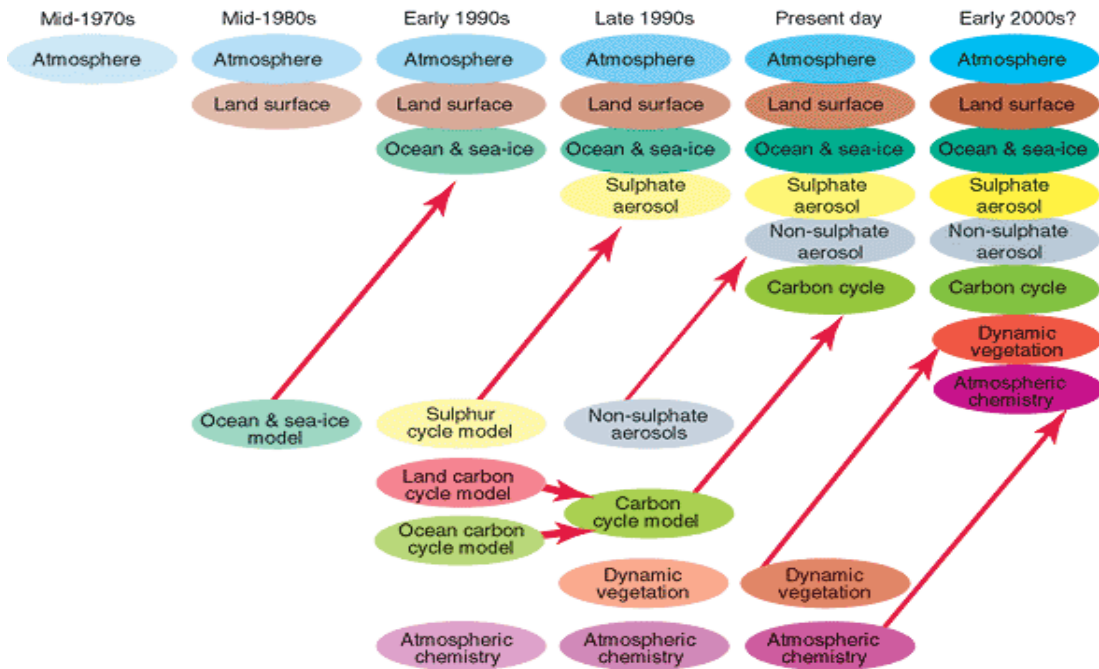 Mid-1970s
Mid-1980s
Early 1990s
Late 1990s
Present day
Early 2000s?
Atmosphere
Atmosphere
Atmosphere
Atmosphere
Atmosphere
Atmosphere
Land surface
Land surface
Land surface
Land surface
Land surface
Ocean & sea-ice
Ocean & sea-ice
Ocean & sea-ice
Ocean & sea-ice
Sulphate
aerosol
Sulphate
aerosol
Sulphate
aerosol
Non-sulphate
aerosol
Non-sulphate
aerosol
Carbon cycle
Carbon cycle
Dynamic
vegetation
Atmospheric
chemistry
Ocean & sea-ice
model
Sulphur
cycle model
Non-sulphate
aerosols
Land carbon
cycle model
Carbon
cycle model
Ocean carbon
cycle model
Dynamic
vegetation
Dynamic
vegetation
Atmospheric
chemistry
Atmospheric
chemistry
Atmospheric
chemistry